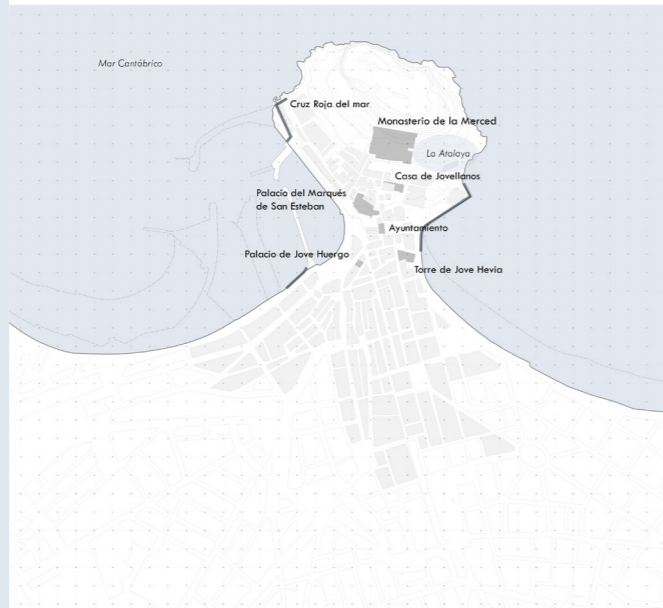 Mar Cantábrico
Cruz Roja del mar
Monasterio de la Merced
La Atalaya
Casa de Jovellanos
Palacio del Marqués
de San Esteban
Ayuntamiento
Palacio de Jove Huergo
Torre de Jove Hevia